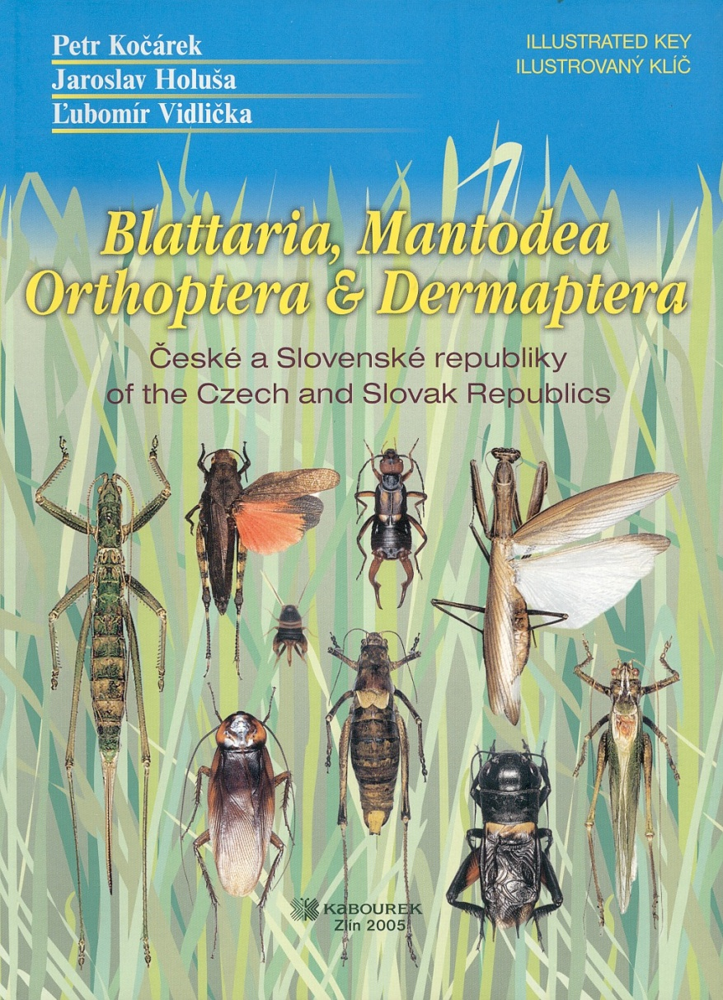 Petr Kočárek
Jaroslav Holuša
Ľubomír Vidlička
ILLUSTRATED KEY
ILUSTROVANÝ KLÍČ
Blattaria, Mantodea
Orthoptera & Dermaptera
České a Slovenské republiky
of the Czech and Slovak Republics
KaBOUREK
Zlín 2005